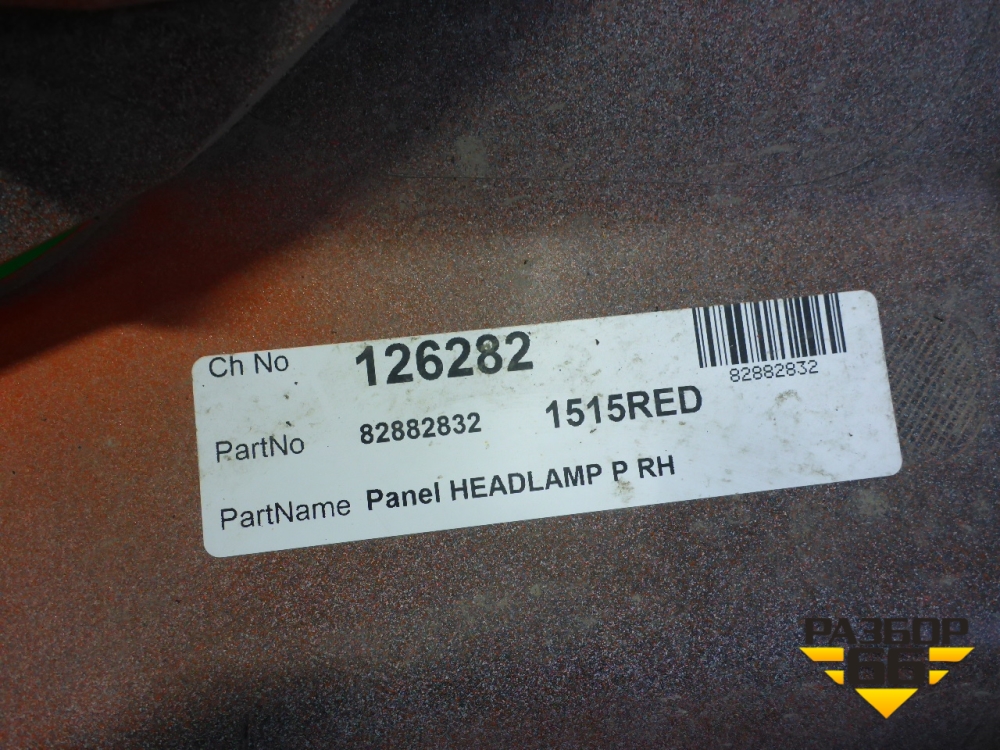 Ch No 126282
82882832
PartNo 82882832 1515RED
PartName Panel HEADLAMP P RH
РАЗБОР
66